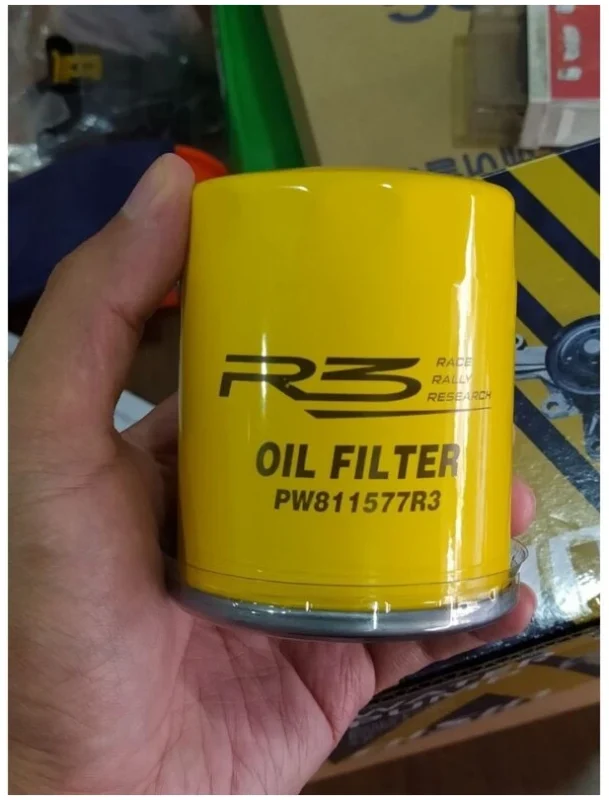 R3
RACE
RALLY
RESEARCH
OIL FILTER
PW811577R3